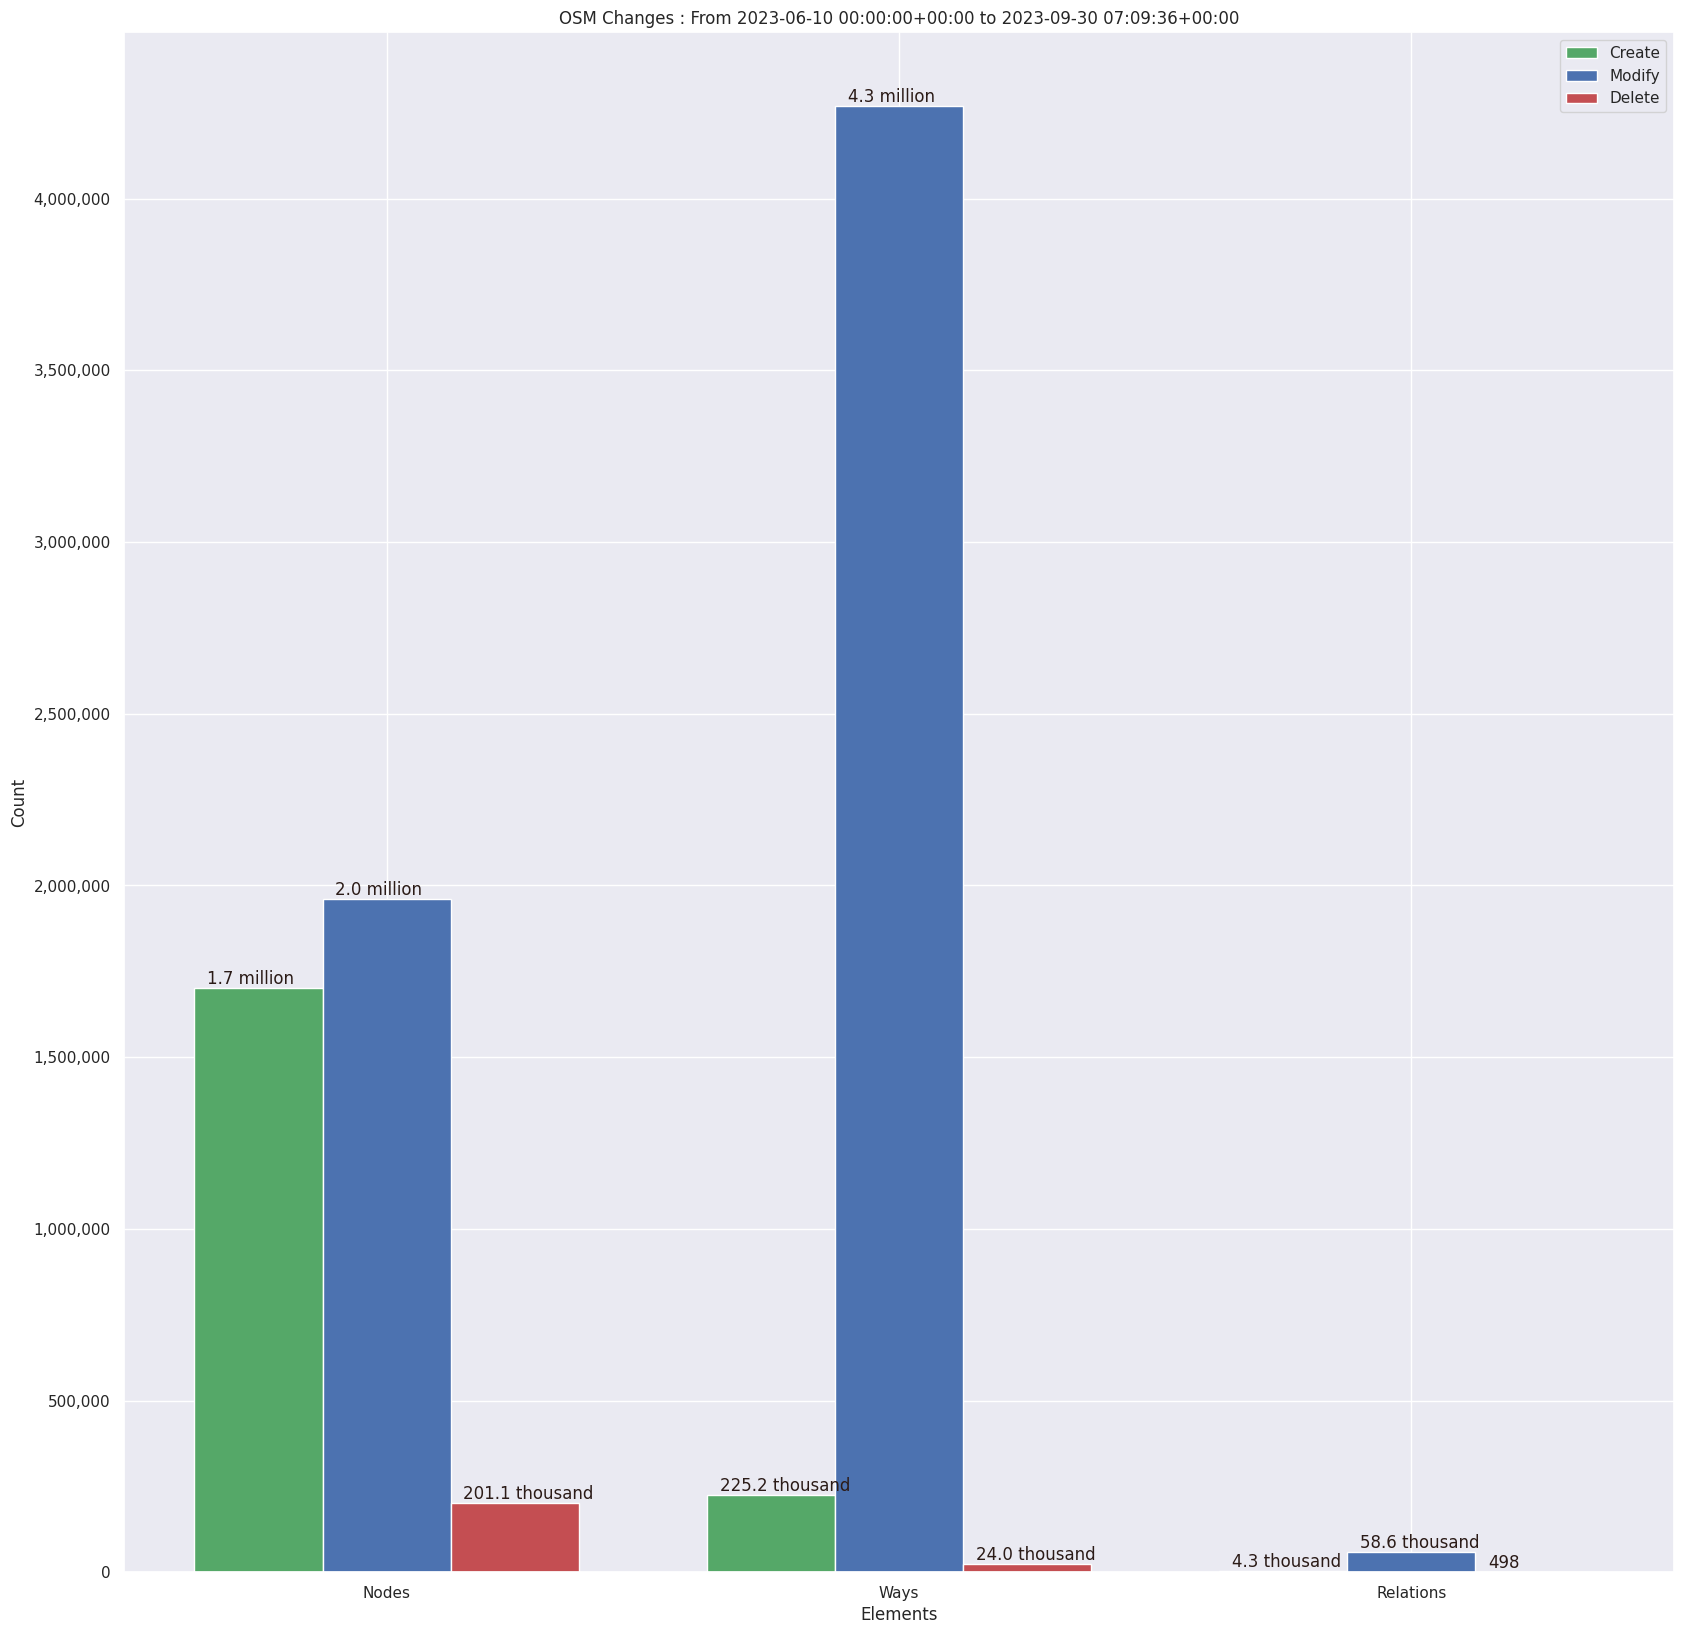 OSM Changes : From 2023-06-10 00:00:00+00:00 to 2023-09-30 07:09:36+00:00
Create
Modify
Delete
4.3 million
4,000,000
3,500,000
3,000,000
2,500,000
Count
2,000,000
2.0 million
1.7 million
1,500,000
1,000,000
500,000
201.1 thousand
225.2 thousand
24.0 thousand
4.3 thousand
58.6 thousand
498
0
Nodes
Ways
Relations
Elements